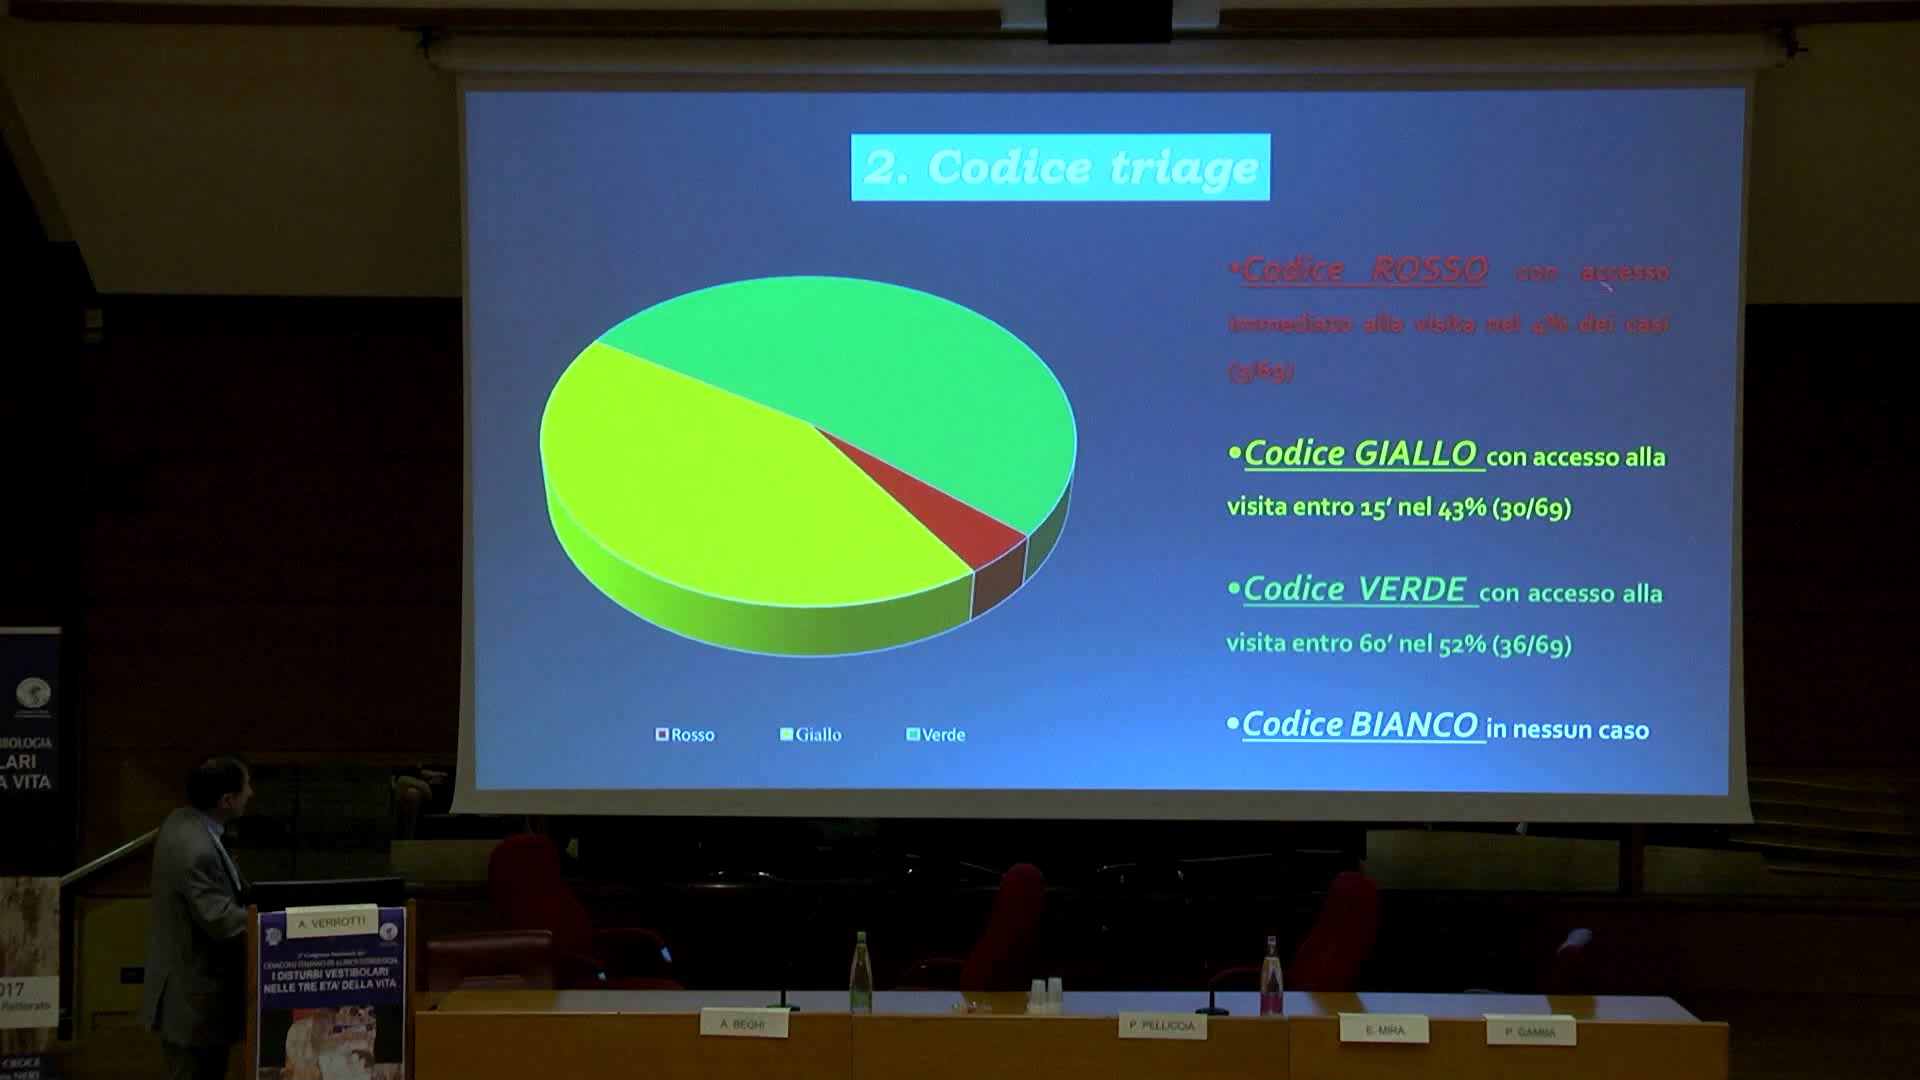 2. Codice triage
•Codice ROSSO con accesso
immediato alla visita nel 4% dei casi
(3/69)
•Codice GIALLO con accesso alla
visita entro 15’ nel 43% (30/69)
•Codice VERDE con accesso alla
visita entro 60’ nel 52% (36/69)
•Codice BIANCO in nessun caso
Rosso
Giallo
Verde
LARI
A VITA
017
A. VERROTTI
I DISTURBI VESTIBOLARI
NELLE TRE ETA' DELLA VITA
A. BEGHI
P. PELLICCIA
E. MIRA
P. GAMBA